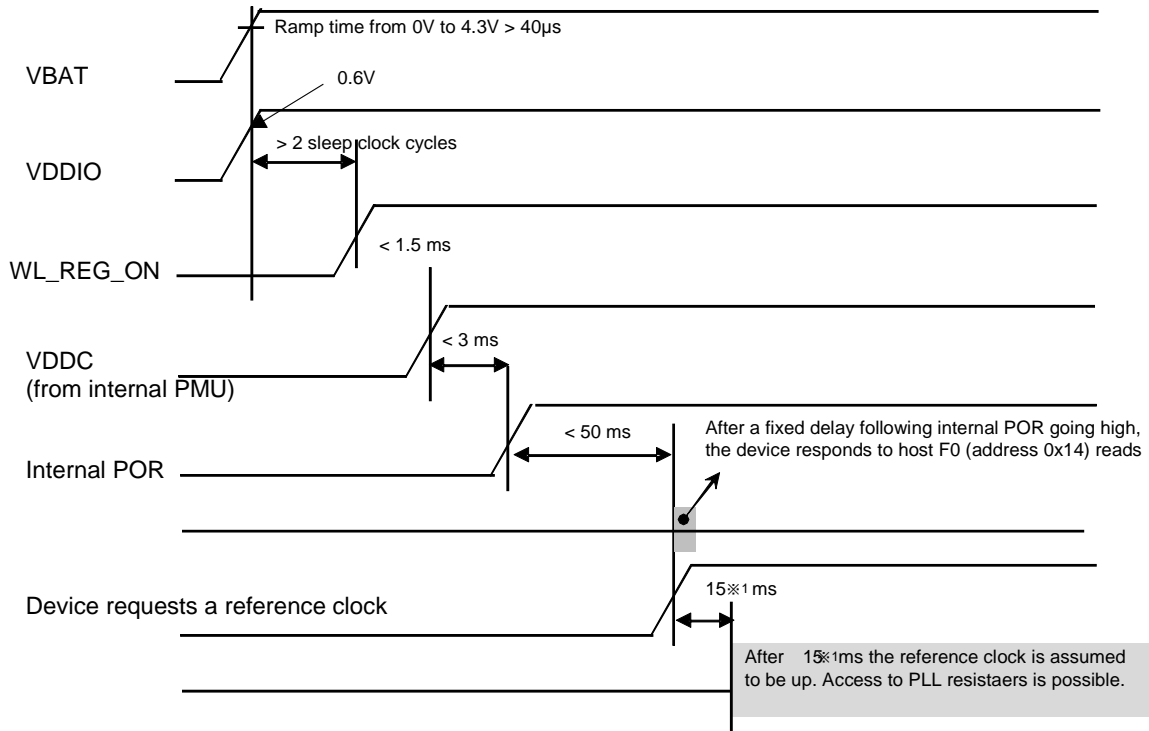 Ramp time from 0V to 4.3V > 40µs
VBAT
0.6V
> 2 sleep clock cycles
VDDIO
< 1.5 ms
WL_REG_ON
< 3 ms
VDDC
(from internal PMU)
< 50 ms
After a fixed delay following internal POR going high,
the device responds to host F0 (address 0x14) reads
Internal POR
15※1 ms
Device requests a reference clock
After 15※1ms the reference clock is assumed
to be up. Access to PLL resistaers is possible.